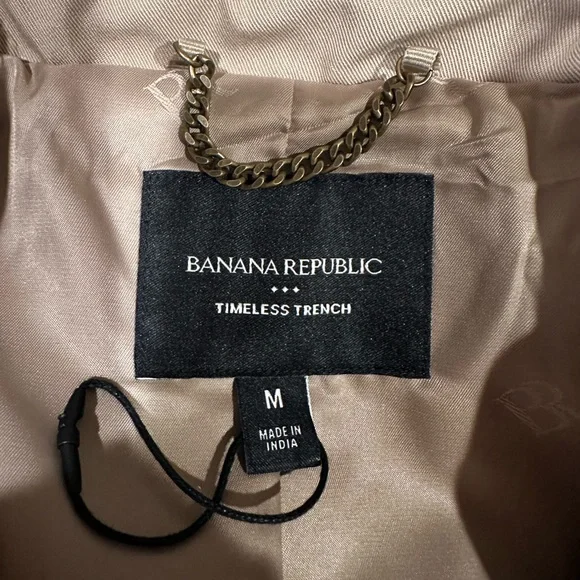 BANANA REPUBLIC
TIMELESS TRENCH
M
MADE IN
INDIA